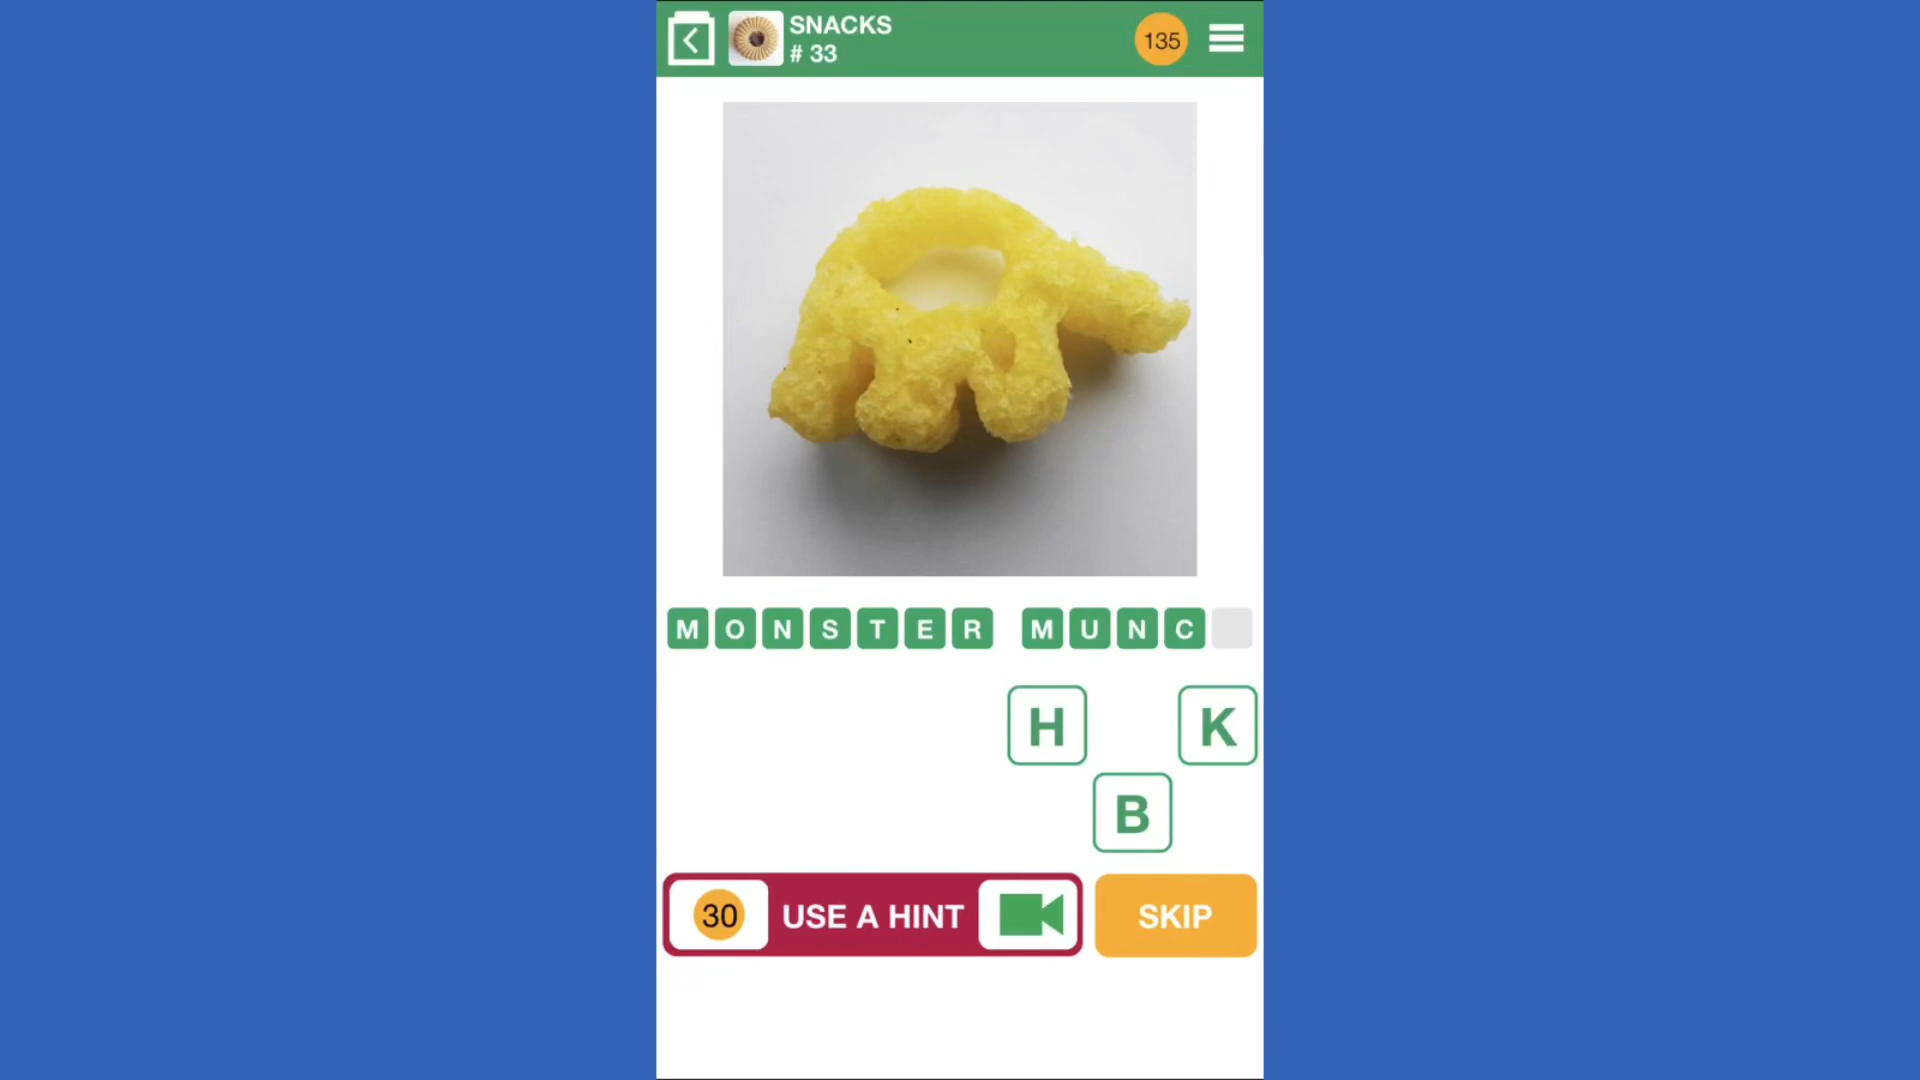 SNACKS
# 33
135
MONSTER MUNC
H K
B
30 USE A HINT SKIP